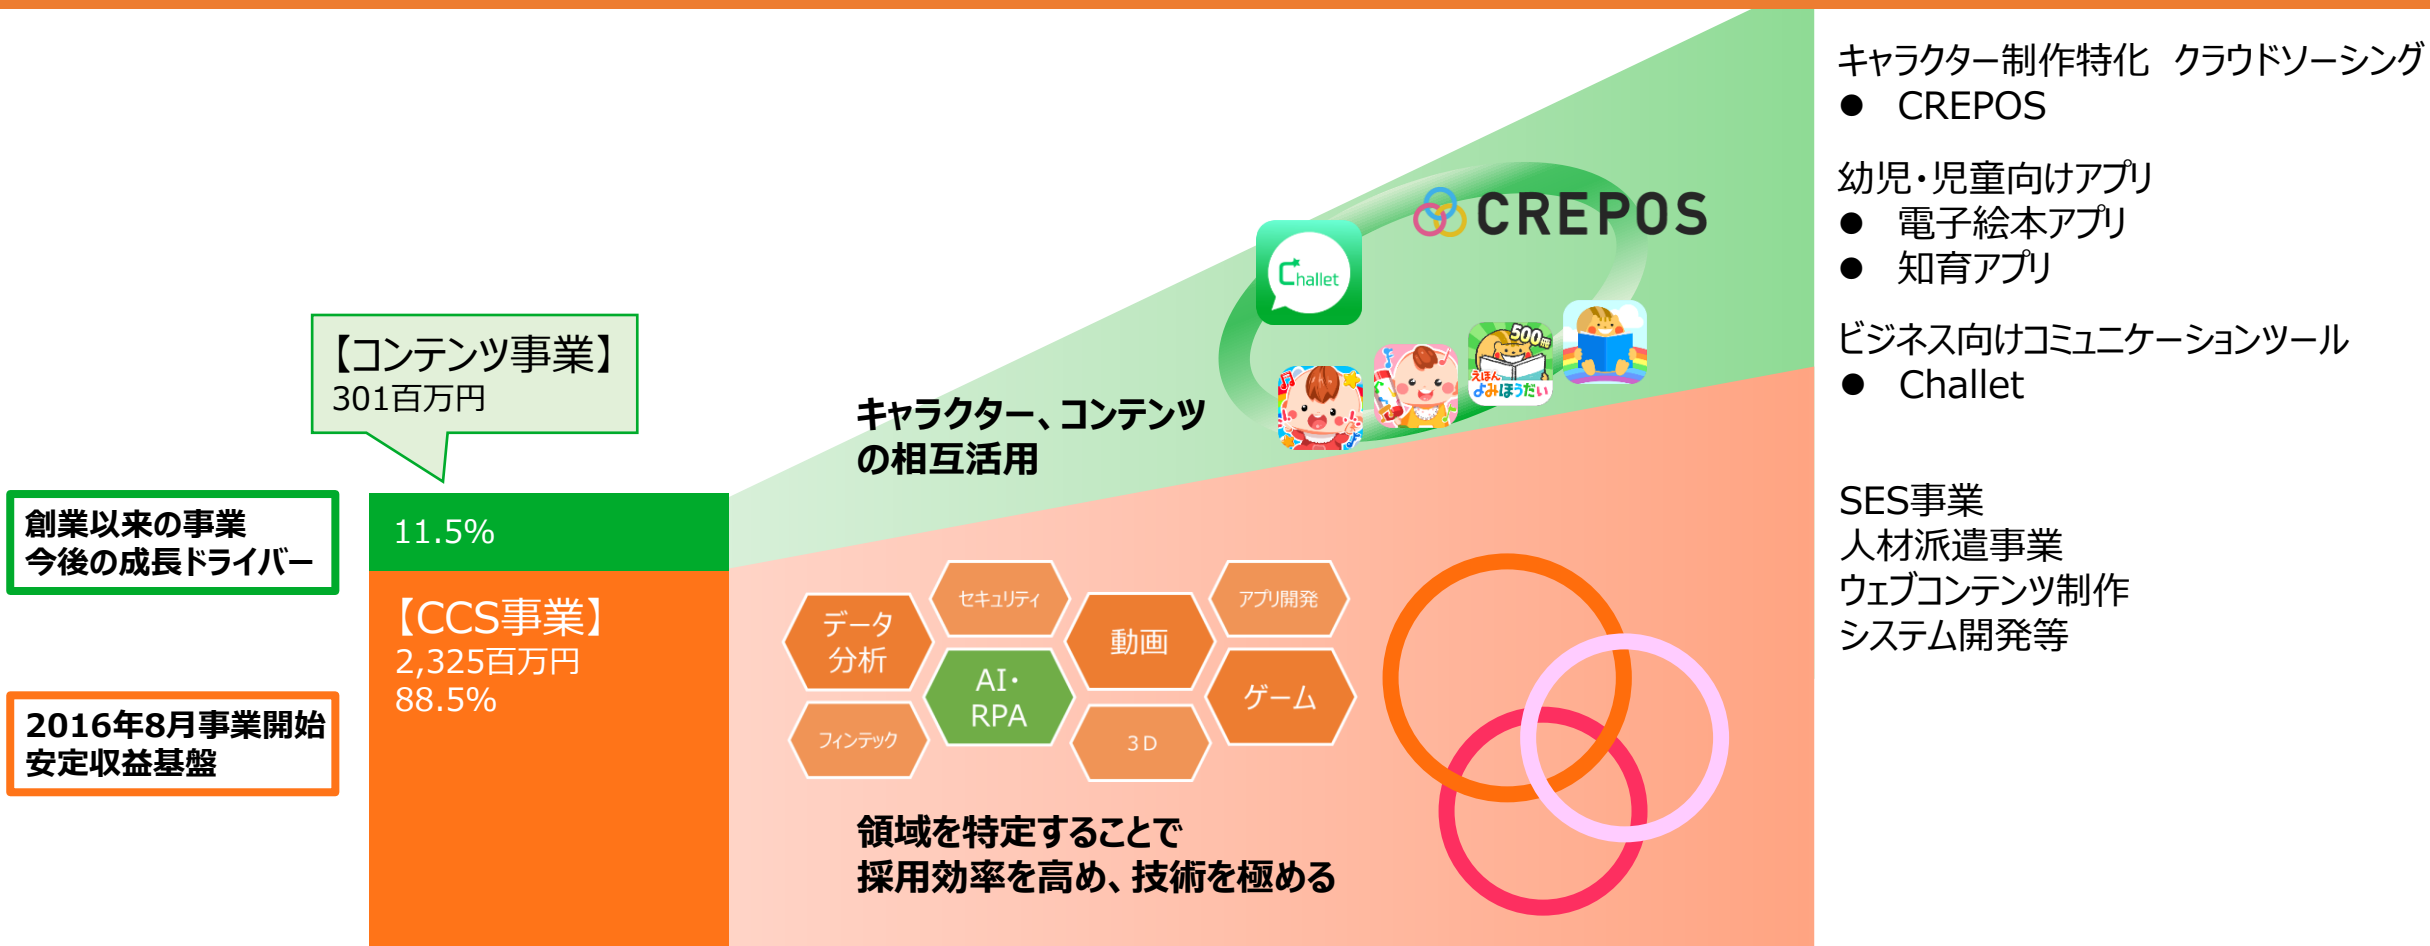 【コンテンツ事業】
301百万円
創業以来の事業
今後の成長ドライバー
11.5%
【CCS事業】
2,325百万円
88.5%
2016年8月事業開始
安定収益基盤
キャラクター、コンテンツ
の相互活用
Challet
CREPOS
500冊
えほん
よみほうだい
データ
分析
セキュリティ
動画
アプリ開発
フィンテック
AI・
RPA
3D
ゲーム
領域を特定することで
採用効率を高め、技術を極める
キャラクター制作特化 クラウドソーシング
● CREPOS
幼児・児童向けアプリ
● 電子絵本アプリ
● 知育アプリ
ビジネス向けコミュニケーションツール
● Challet
SES事業
人材派遣事業
ウェブコンテンツ制作
システム開発等